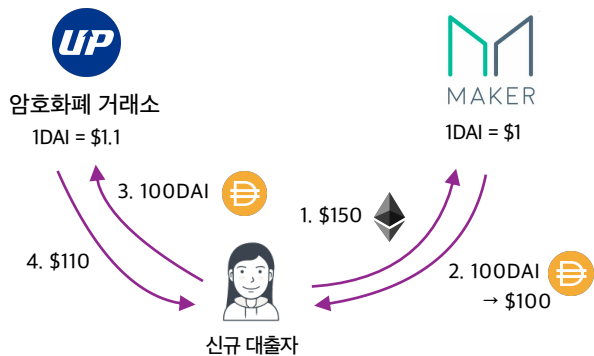 UP
암호화폐 거래소
1DAI = $1.1
MAKER
1DAI = $1
3. 100DAI
1. $150
4. $110
2. 100DAI
→ $100
신규 대출자